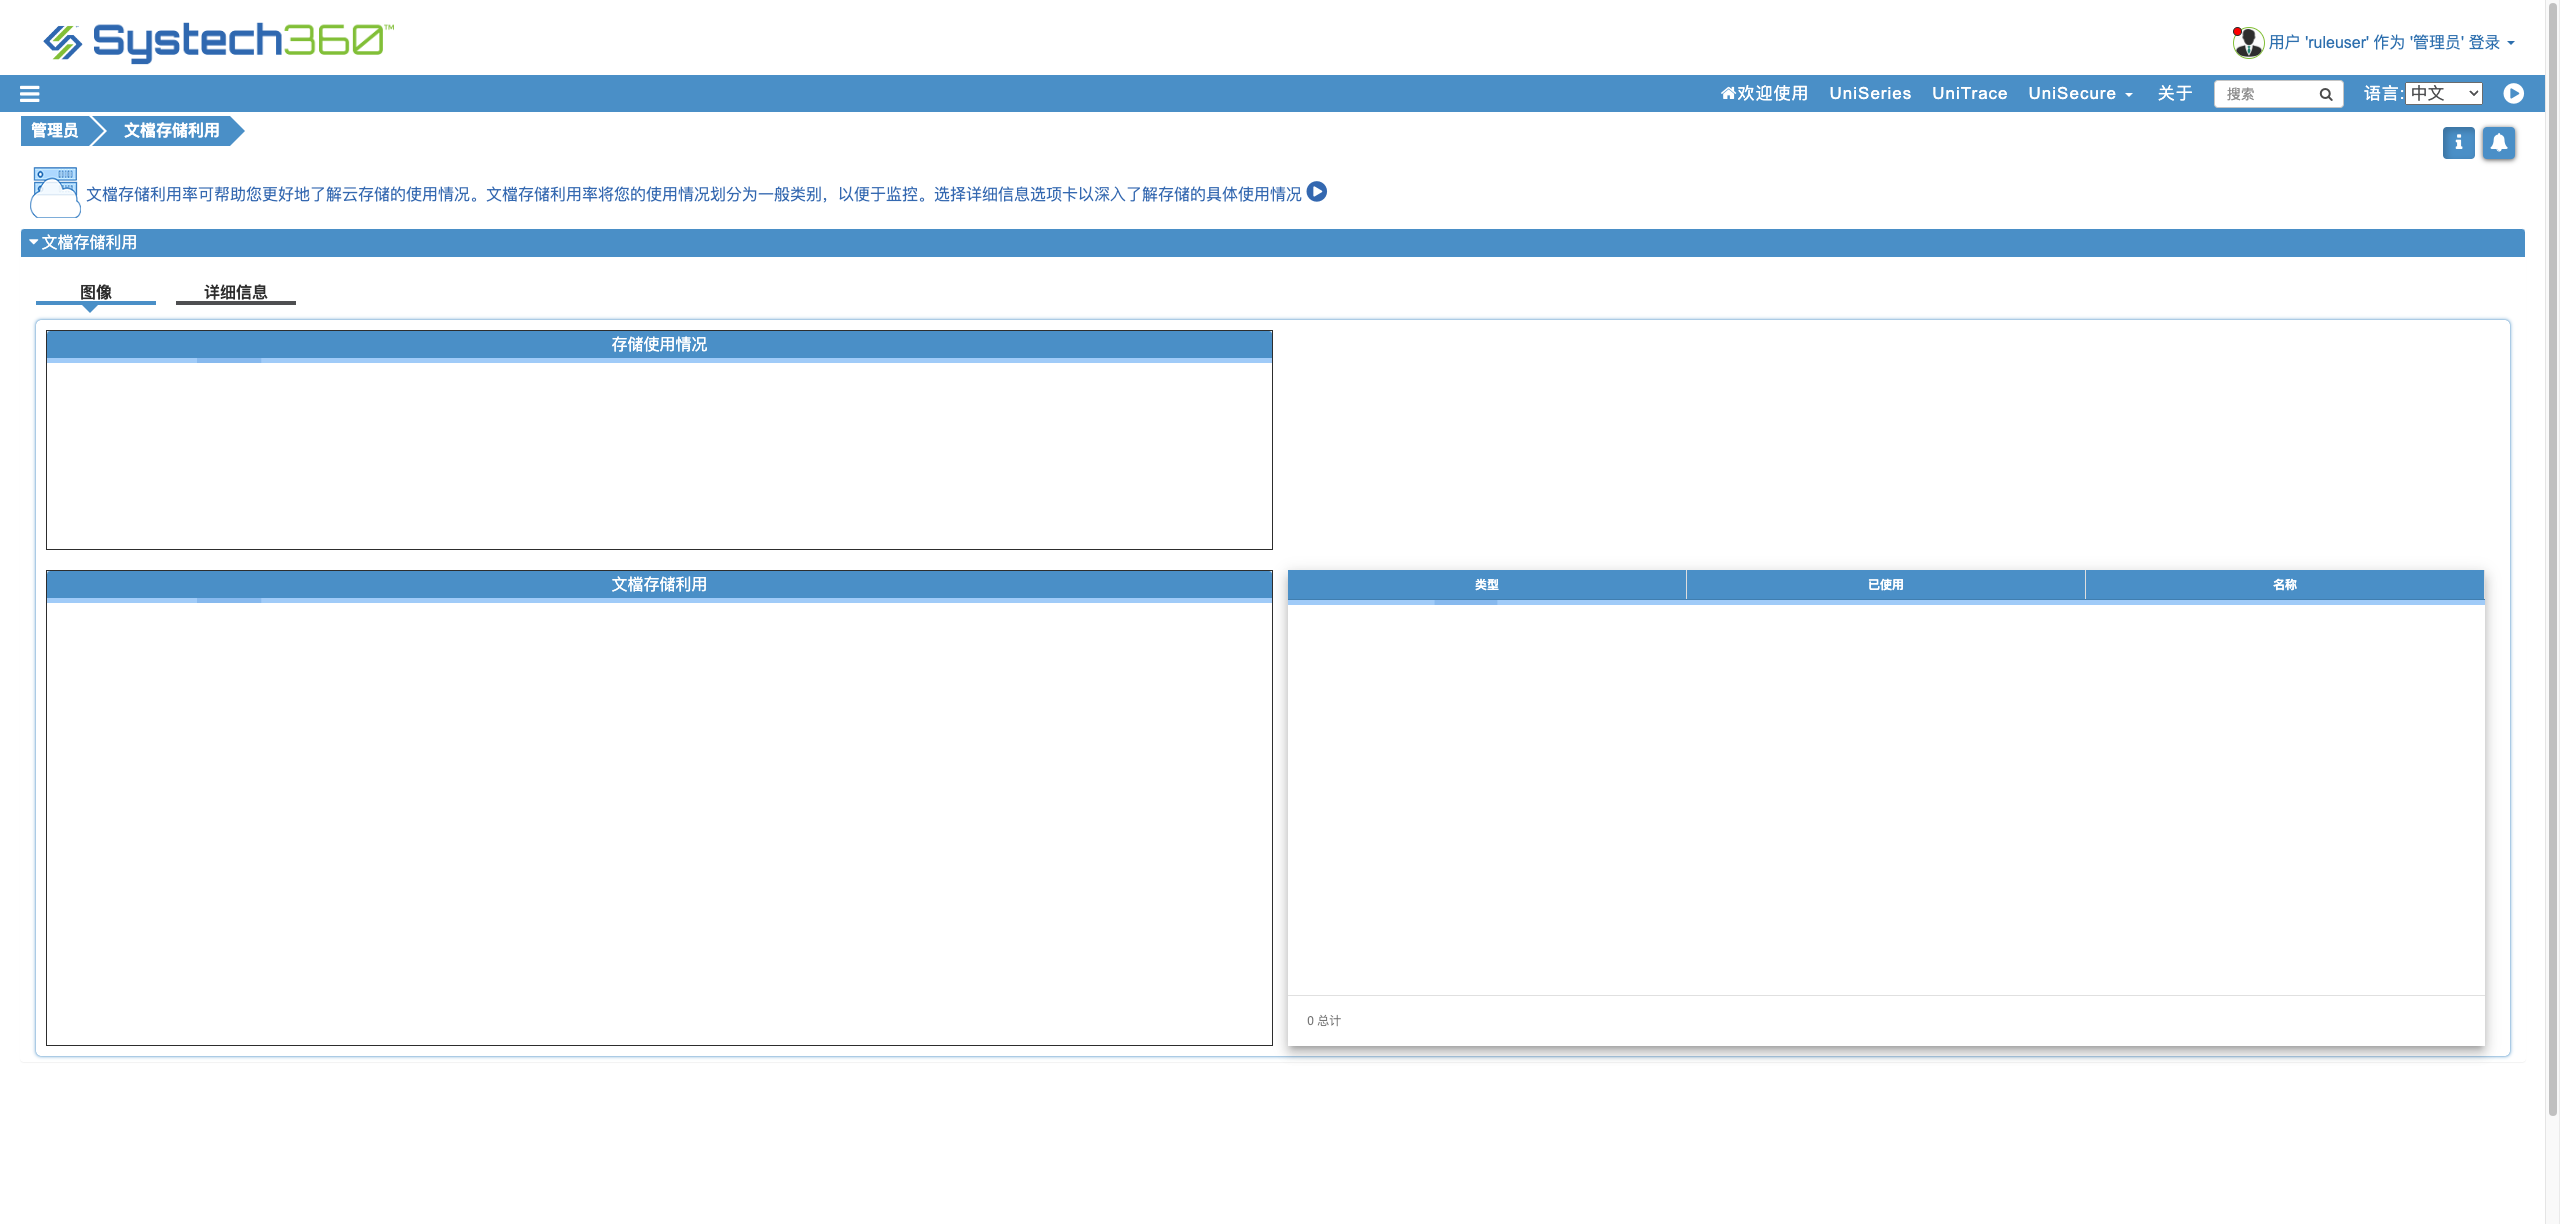 Systech360™
用户 'ruleuser' 作为 '管理员' 登录
欢迎使用 UniSeries UniTrace UniSecure 关于 搜索 语言: 中文
管理员 文檔存储利用
文檔存储利用率可帮助您更好地了解云存储的使用情况。文檔存储利用率将您的使用情况划分为一般类别，以便于监控。选择详细信息选项卡以深入了解存储的具体使用情况
文檔存储利用
图像 详细信息
存储使用情况
文檔存储利用
类型 已使用 名称
0 总计